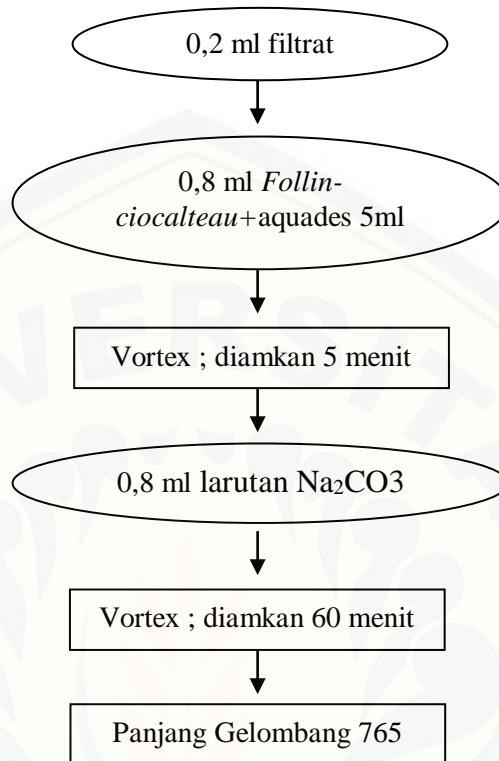 0,2 ml filtrat
0,8 ml Follin-
ciocalteau+aquades 5ml
Vortex ; diamkan 5 menit
0,8 ml larutan Na₂CO3
Vortex ; diamkan 60 menit
Panjang Gelombang 765